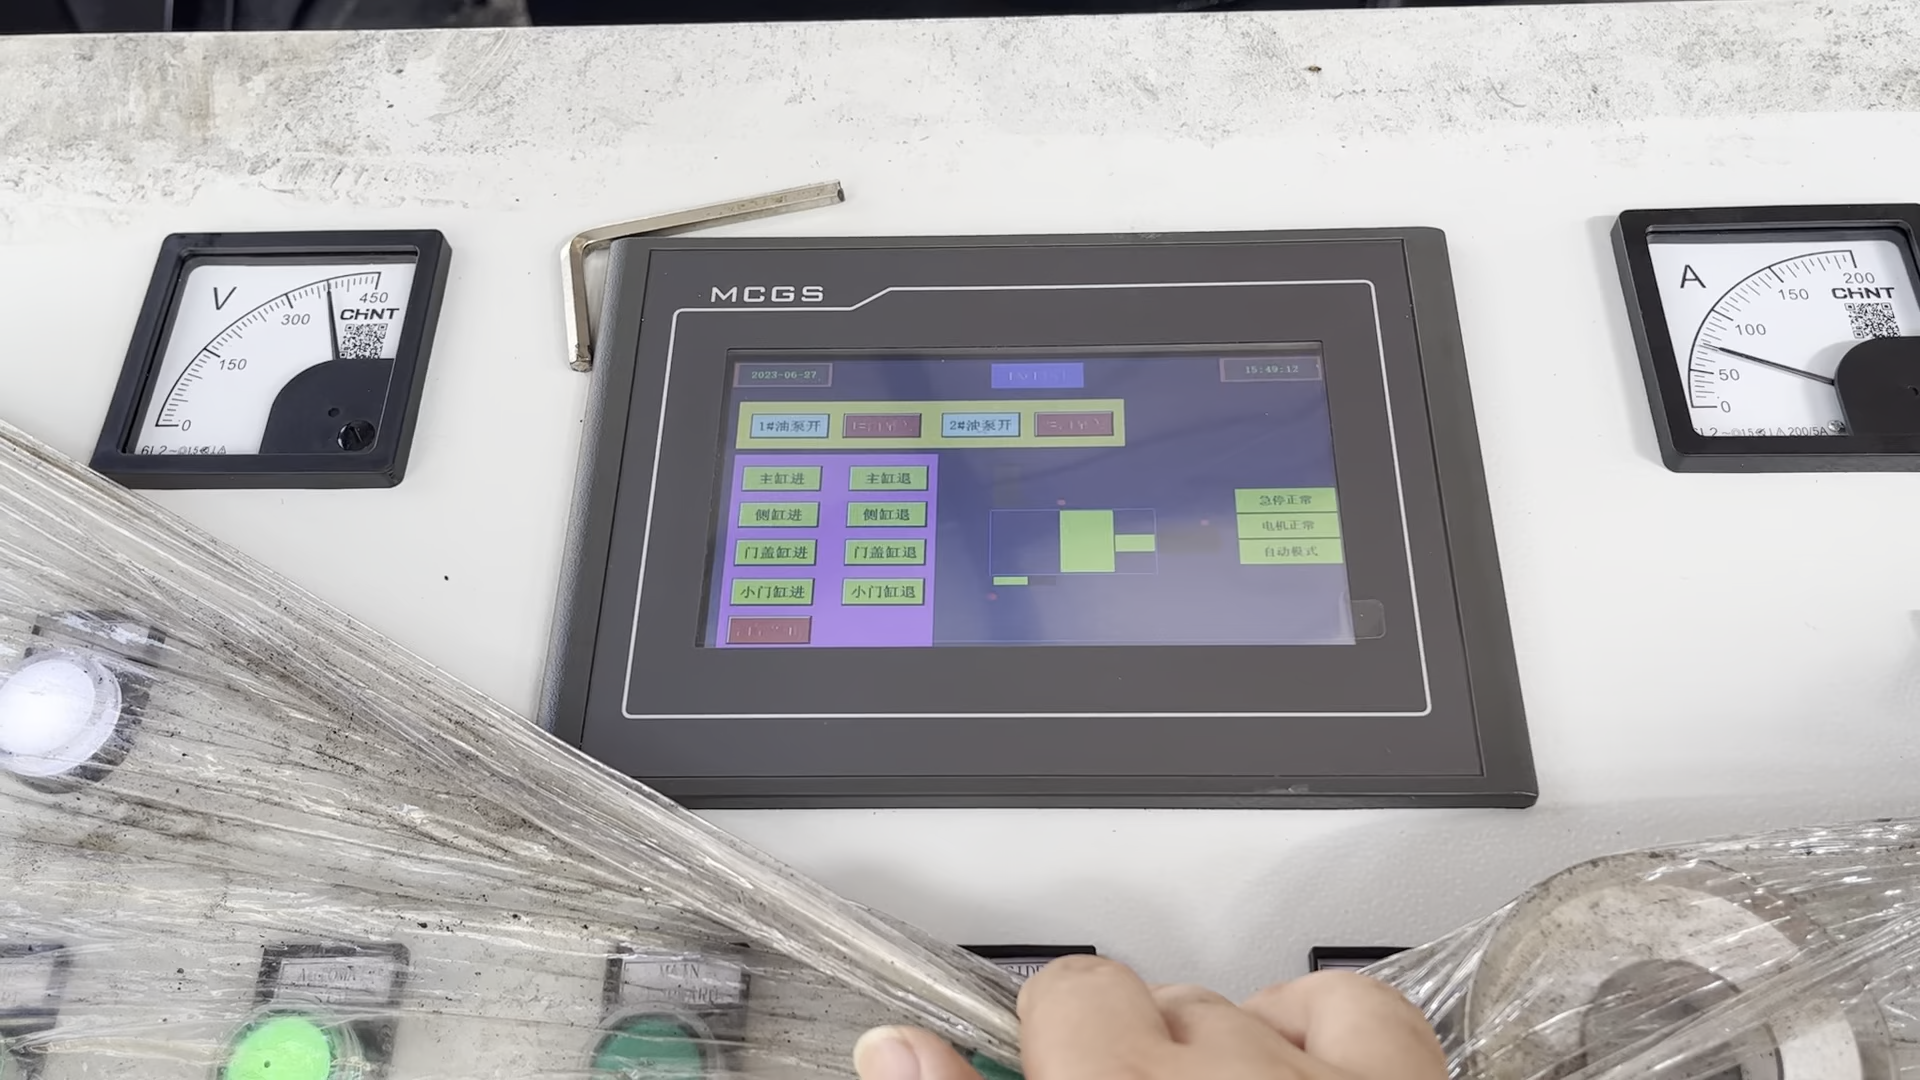 V
450
CHNT
300
150
0
MCGS
2023-06-27
15:49:12
1#油泵开
2#油泵开
主缸进
主缸退
侧缸进
侧缸退
门盖缸进
门盖缸退
小门缸进
小门缸退
急停正常
电机正常
自动模式
A
200
150
CHNT
100
50
0
200/5A
MAIN